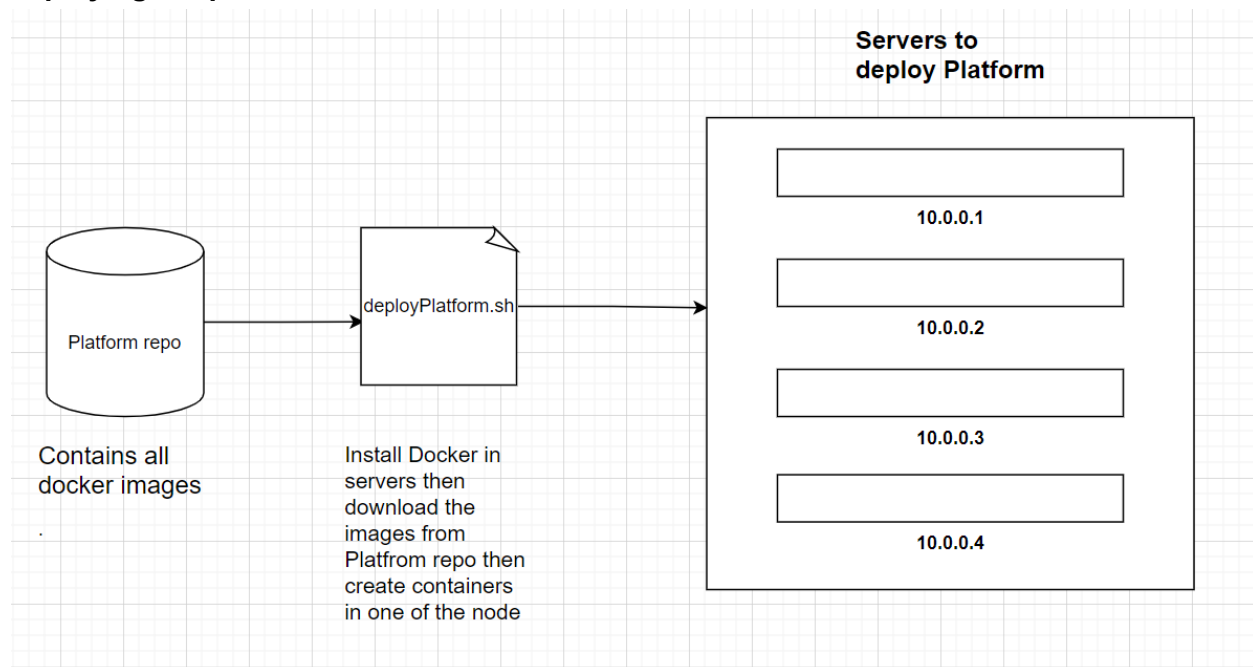 Servers to
deploy Platform
10.0.0.1
10.0.0.2
10.0.0.3
10.0.0.4
Platform repo
deployPlatform.sh
Contains all
docker images
.
Install Docker in
servers then
download the
images from
Platfrom repo then
create containers
in one of the node